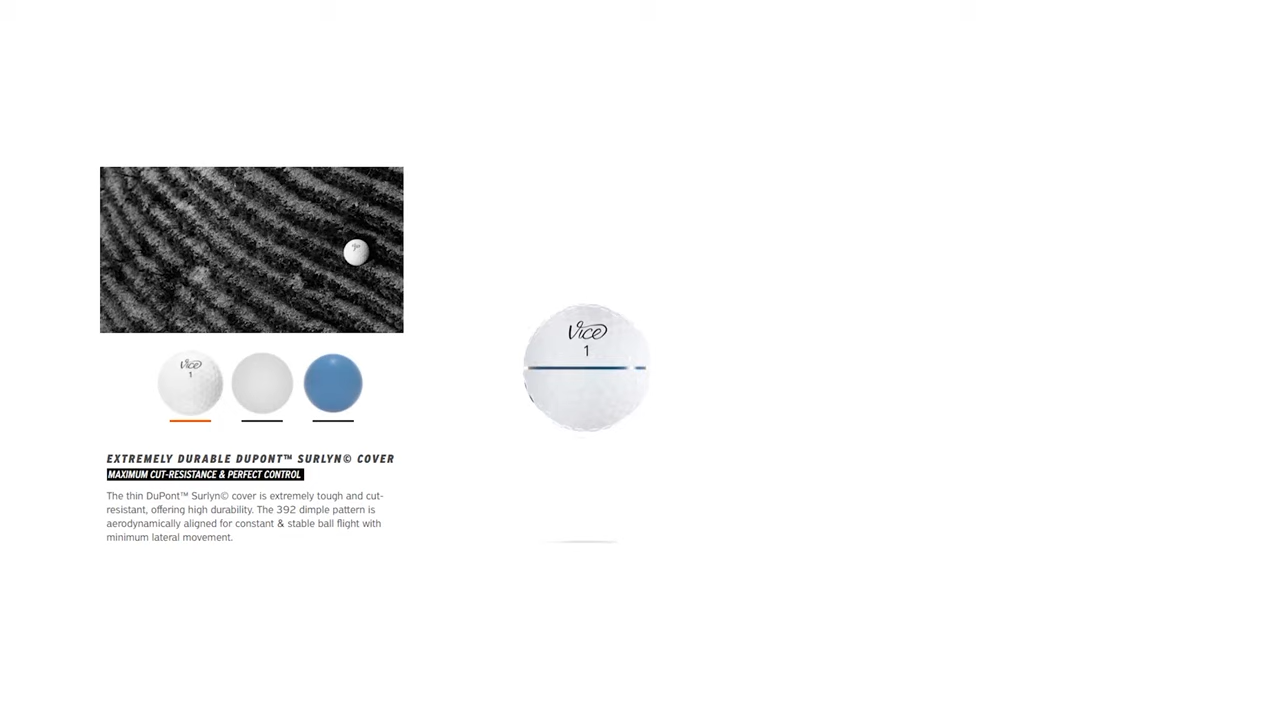 Vice
1
EXTREMELY DURABLE DUPONT™ SURLYN© COVER
MAXIMUM CUT-RESISTANCE & PERFECT CONTROL
The thin DuPont™ Surlyn© cover is extremely tough and cut-
resistant, offering high durability. The 392 dimple pattern is
aerodynamically aligned for constant & stable ball flight with
minimum lateral movement.
Vice
1